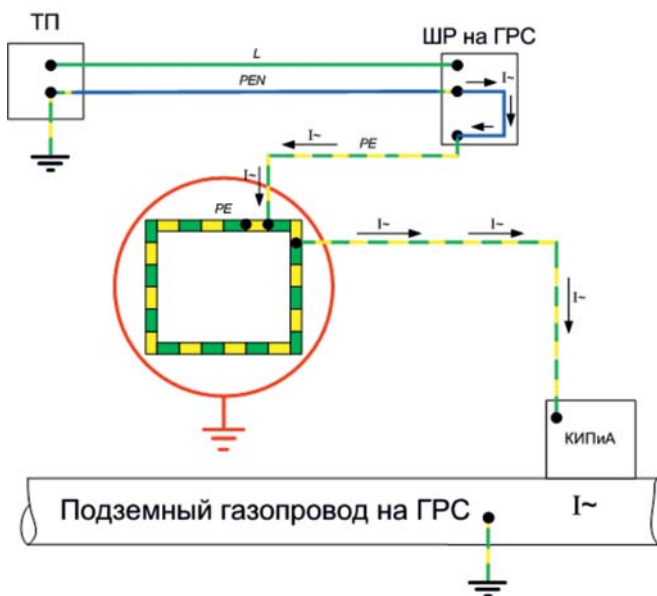 ТП
ШР на ГРС
L
PEN
I~
I~
PE
I~
PE
I~
I~
I~
КИПиА
Подземный газопровод на ГРС
I~